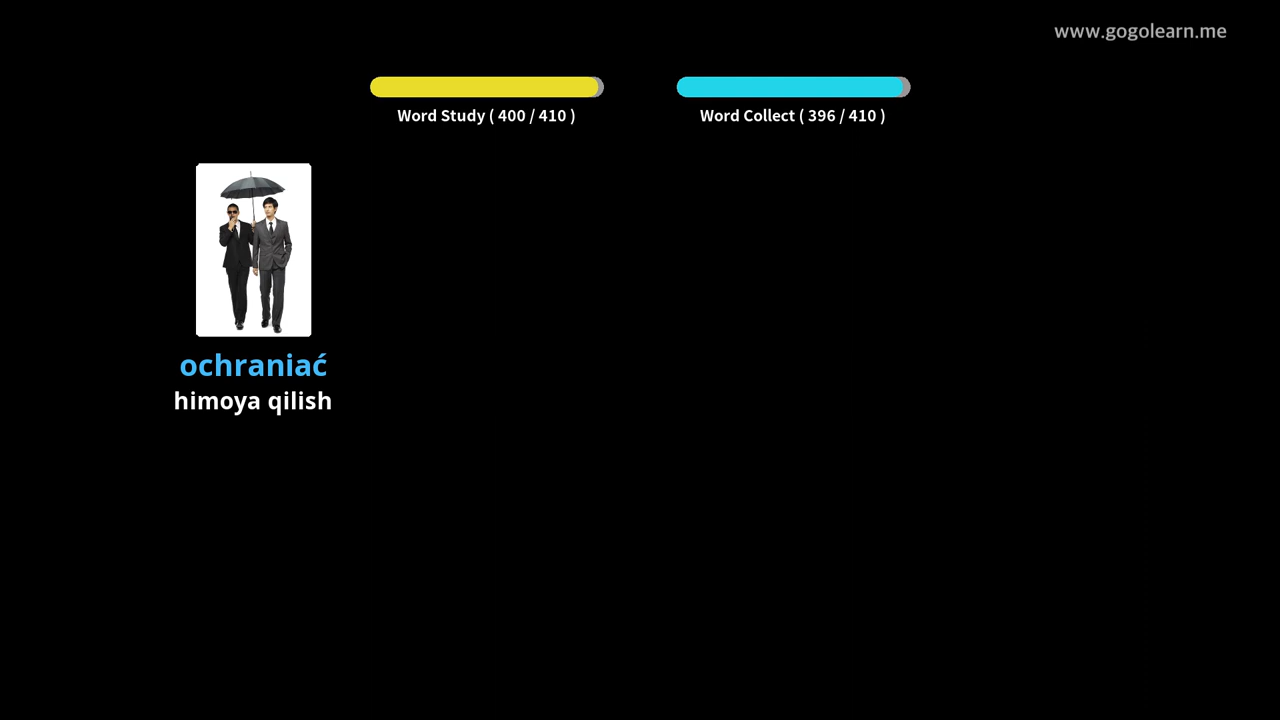 www.gogolearn.me
Word Study ( 400 / 410 )
Word Collect ( 396 / 410 )
ochraniać
himoya qilish